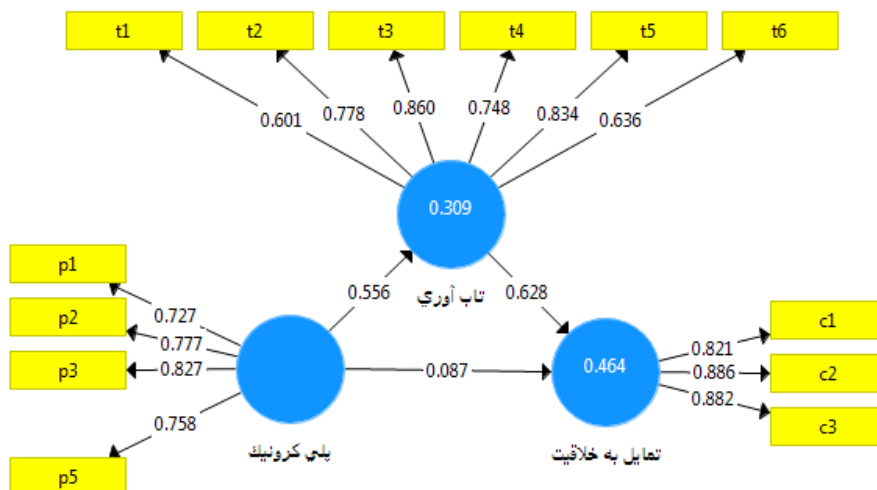 t1 t2 t3 t4 t5 t6
0.601 0.778 0.860 0.748 0.834 0.636
0.309
تاب آوري
p1
p2
p3
p5
0.727
0.777
0.827
0.758
0.556
0.628
0.087
پلي كرونيك
0.464
تمايل به خلاقيت
0.821
0.886
0.882
c1
c2
c3